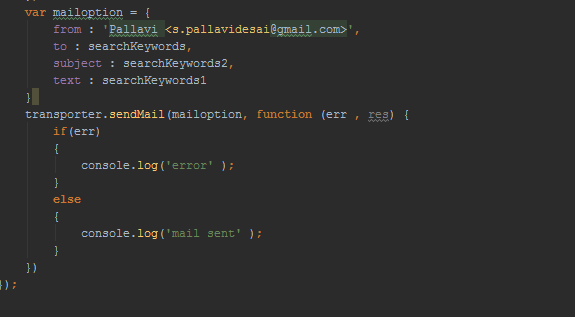 var mailoption = {
from : 'Pallavi <s.pallavidesai@gmail.com>',
to : searchKeywords,
subject : searchKeywords2,
text : searchKeywords1
}
transporter.sendMail(mailoption, function (err , res) {
if(err)
{
console.log('error' );
}
else
{
console.log('mail sent' );
}
})
});